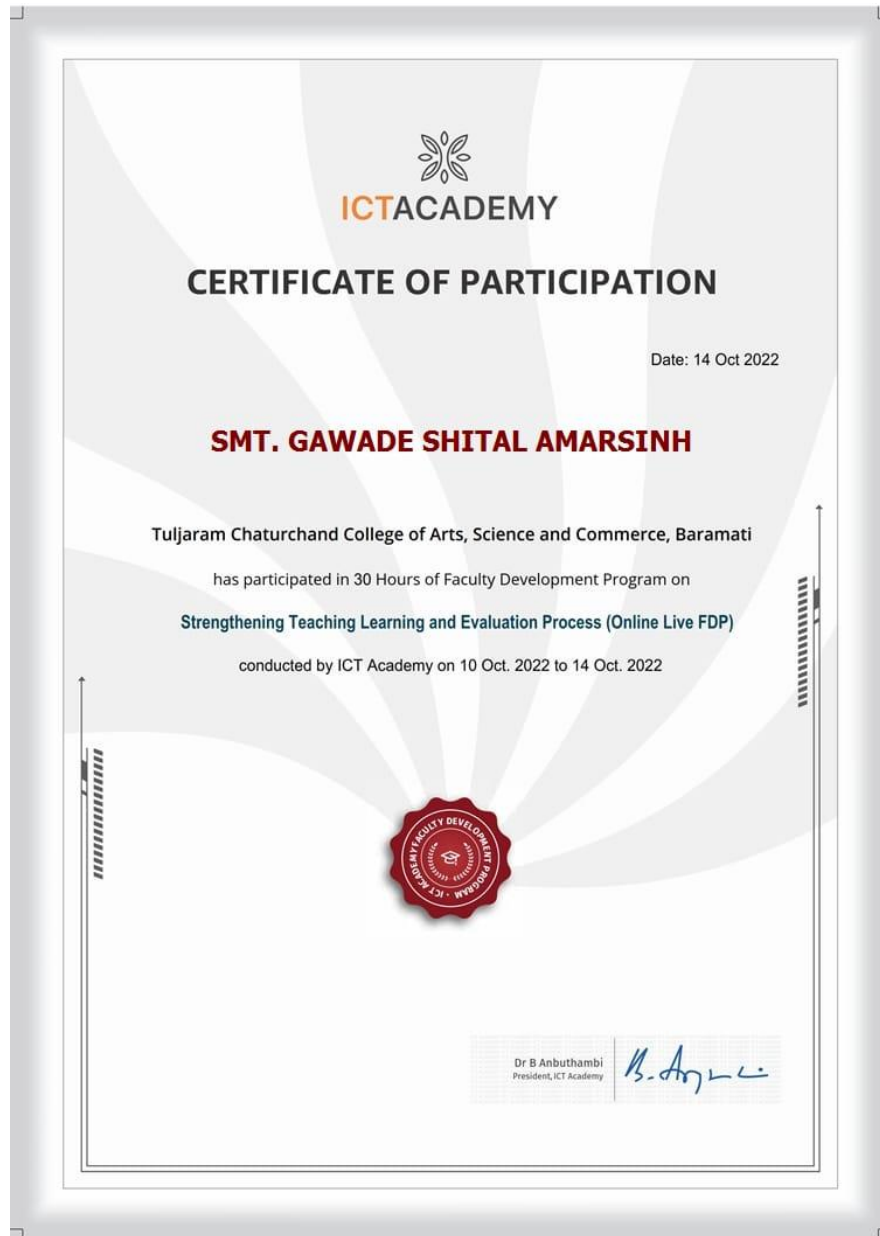 ICTACADEMY
CERTIFICATE OF PARTICIPATION
Date: 14 Oct 2022
SMT. GAWADE SHITAL AMARSINH
Tuljaram Chaturchand College of Arts, Science and Commerce, Baramati
has participated in 30 Hours of Faculty Development Program on
Strengthening Teaching Learning and Evaluation Process (Online Live FDP)
conducted by ICT Academy on 10 Oct. 2022 to 14 Oct. 2022
ICT ACADEMY FACULTY DEVELOPMENT PROGRAM
Dr B Anbuthambi
President, ICT Academy